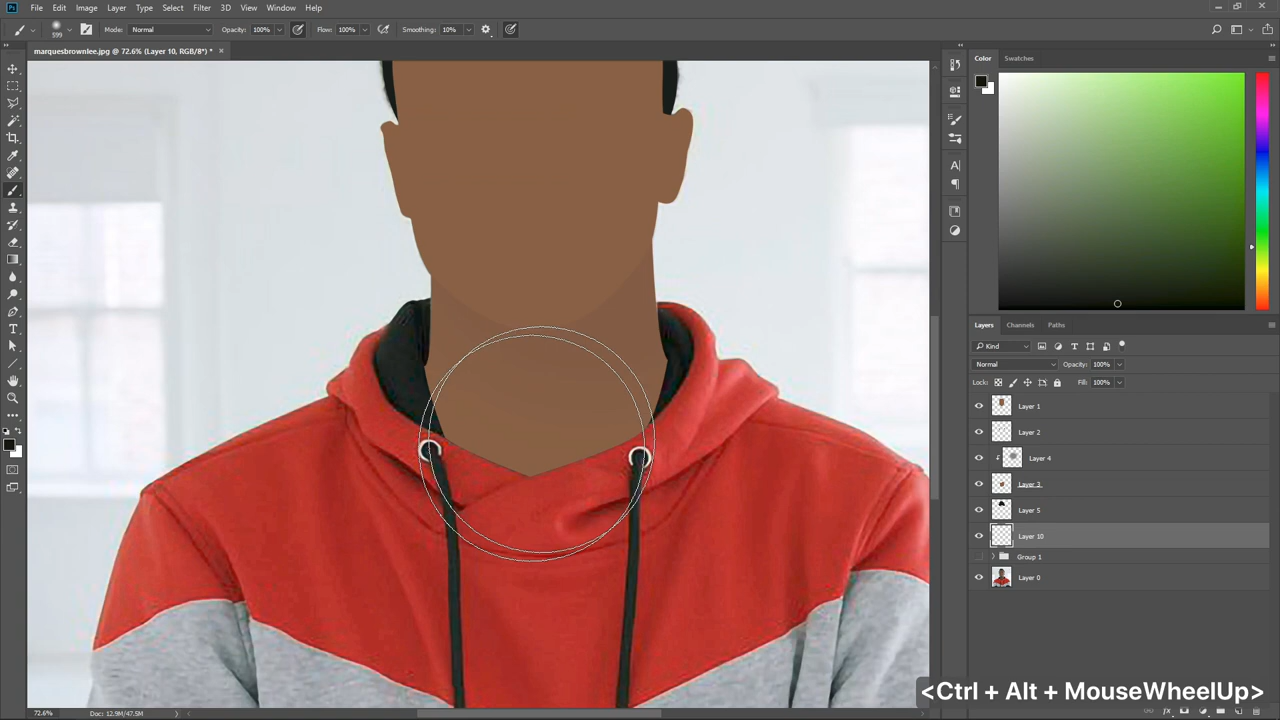 Ps File Edit Image Layer Type Select Filter 3D View Window Help
599 Mode: Normal Opacity: 100% Flow: 100% Smoothing: 10%
marquesbrownlee.jpg @ 72.6% (Layer 10, RGB/8*) * ×
Color Swatches
Layers Channels Paths
Kind
Normal Opacity: 100%
Lock: Fill: 100%
Layer 1
Layer 2
Layer 4
Layer 3
Layer 5
Layer 10
Group 1
Layer 0
<Ctrl + Alt + MouseWheelUp>
72.6% Doc: 12.9M/47.5M